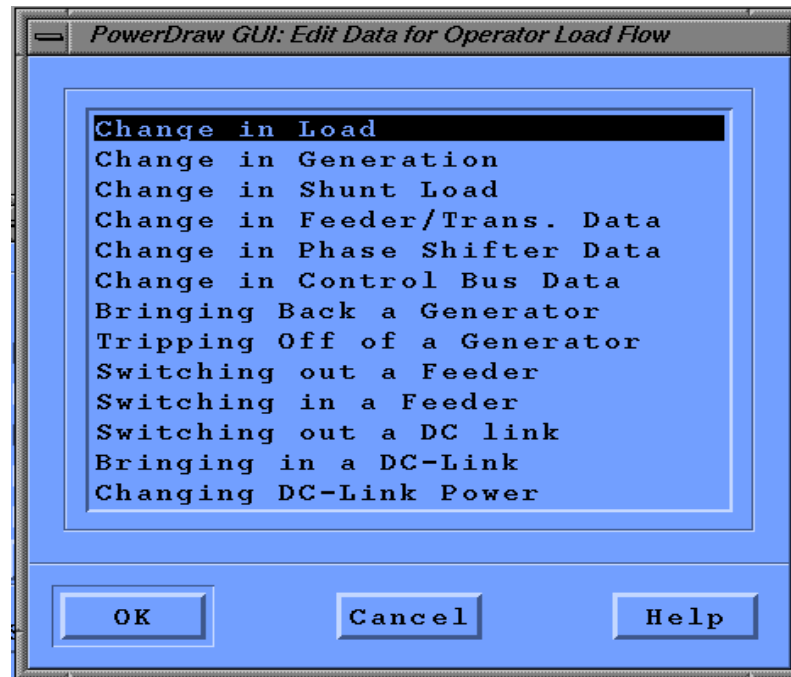 PowerDraw GUI: Edit Data for Operator Load Flow
Change in Load
Change in Generation
Change in Shunt Load
Change in Feeder/Trans. Data
Change in Phase Shifter Data
Change in Control Bus Data
Bringing Back a Generator
Tripping Off of a Generator
Switching out a Feeder
Switching in a Feeder
Switching out a DC link
Bringing in a DC-Link
Changing DC-Link Power
OK Cancel Help